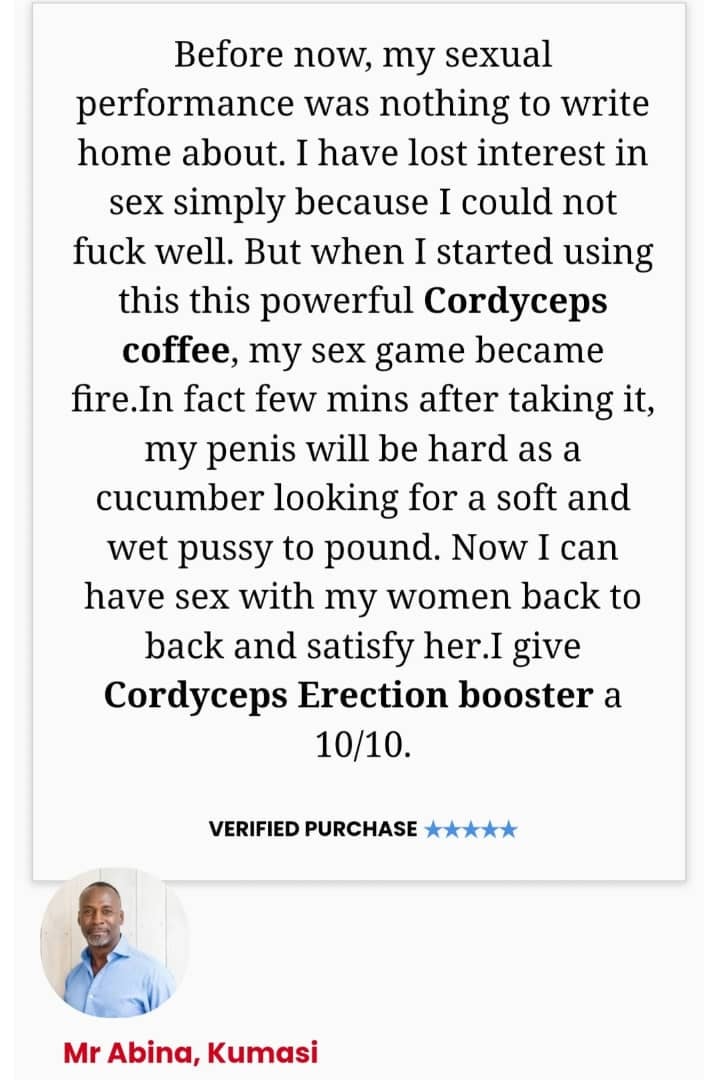 Before now, my sexual
performance was nothing to write
home about. I have lost interest in
sex simply because I could not
fuck well. But when I started using
this this powerful Cordyceps
coffee, my sex game became
fire.In fact few mins after taking it,
my penis will be hard as a
cucumber looking for a soft and
wet pussy to pound. Now I can
have sex with my women back to
back and satisfy her.I give
Cordyceps Erection booster a
10/10.
VERIFIED PURCHASE ★★★★★
Mr Abina, Kumasi